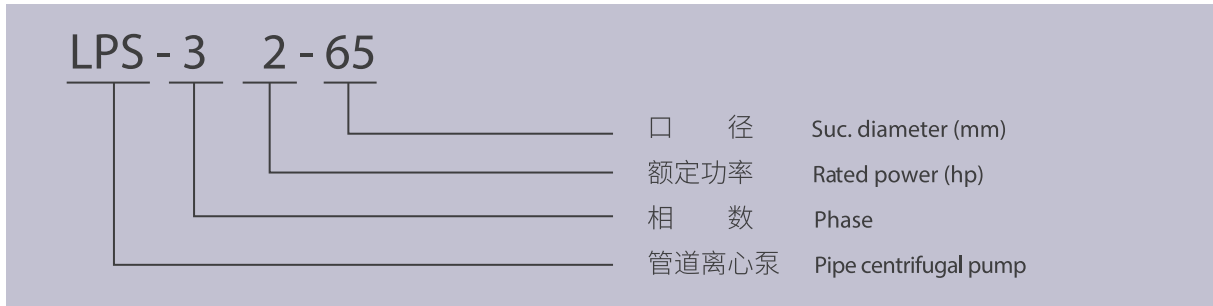 LPS - 3 2 - 65
口 径 Suc. diameter (mm)
额定功率 Rated power (hp)
相 数 Phase
管道离心泵 Pipe centrifugal pump